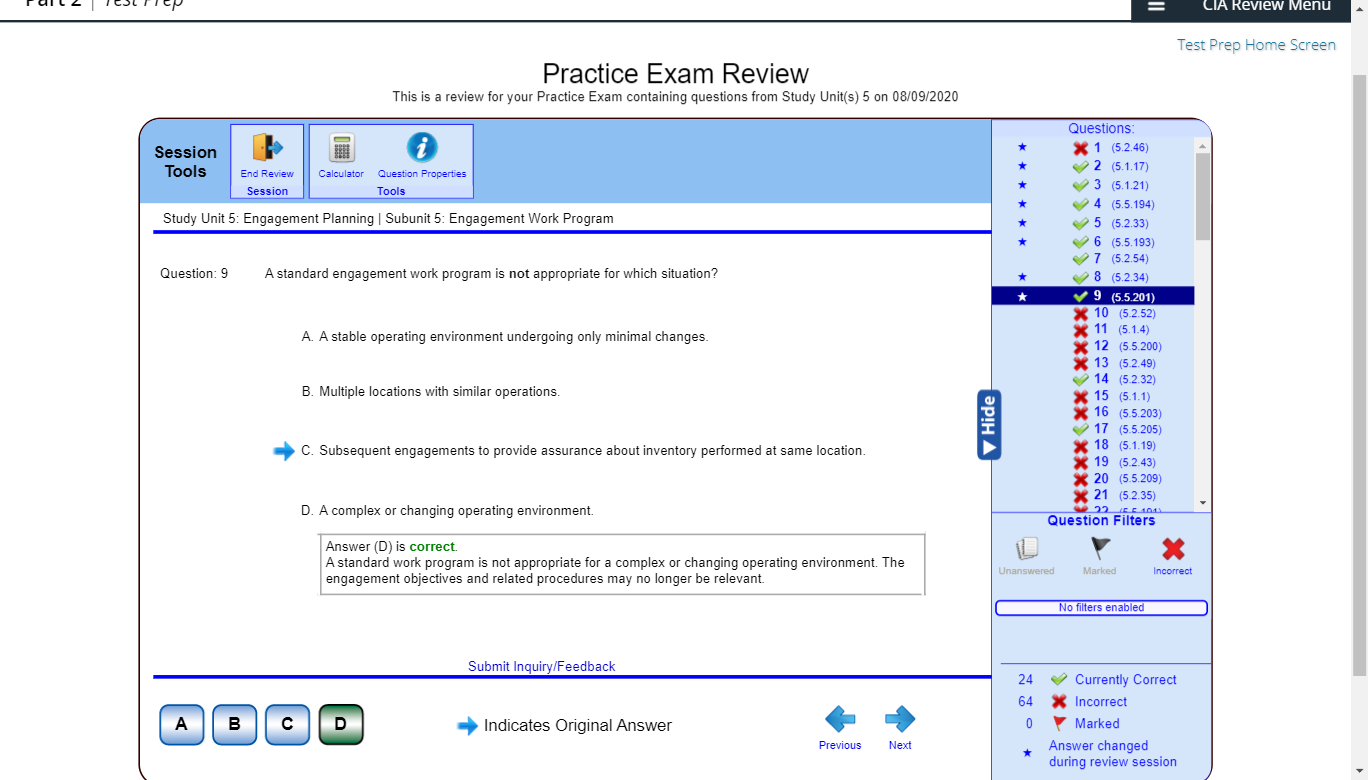 Part 2 | Test Prep
CIA Review Menu
Test Prep Home Screen
Practice Exam Review
This is a review for your Practice Exam containing questions from Study Unit(s) 5 on 08/09/2020
Session Tools
End Review
Session
Calculator
Question Properties
Tools
Study Unit 5: Engagement Planning | Subunit 5: Engagement Work Program
Question: 9 A standard engagement work program is not appropriate for which situation?
A. A stable operating environment undergoing only minimal changes.
B. Multiple locations with similar operations.
C. Subsequent engagements to provide assurance about inventory performed at same location.
D. A complex or changing operating environment.
Answer (D) is correct.
A standard work program is not appropriate for a complex or changing operating environment. The
engagement objectives and related procedures may no longer be relevant.
Submit Inquiry/Feedback
A B C D
Indicates Original Answer
Previous
Next
Questions:
1 (5.2.46)
2 (5.1.17)
3 (5.1.21)
4 (5.5.194)
5 (5.2.33)
6 (5.5.193)
7 (5.2.54)
8 (5.2.34)
9 (5.5.201)
10 (5.2.52)
11 (5.1.4)
12 (5.5.200)
13 (5.2.49)
14 (5.2.32)
15 (5.1.1)
16 (5.5.203)
17 (5.5.205)
18 (5.1.19)
19 (5.2.43)
20 (5.5.209)
21 (5.2.35)
22 (5.5.191)
Hide
Question Filters
Unanswered
Marked
Incorrect
No filters enabled
24 Currently Correct
64 Incorrect
0 Marked
Answer changed
during review session